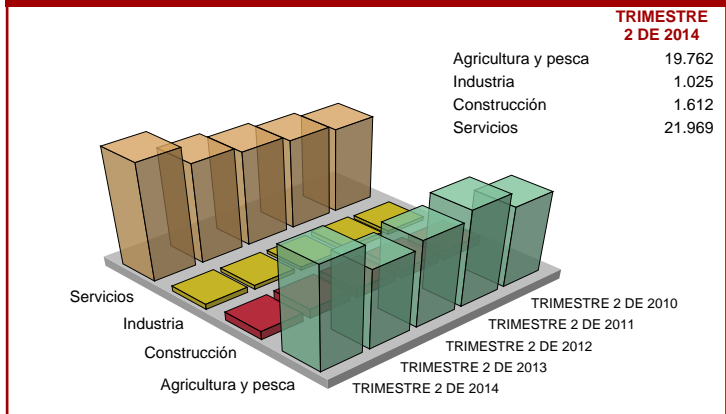 TRIMESTRE
2 DE 2014
Agricultura y pesca 19.762
Industria 1.025
Construcción 1.612
Servicios 21.969
Servicios
Industria
Construcción
Agricultura y pesca
TRIMESTRE 2 DE 2010
TRIMESTRE 2 DE 2011
TRIMESTRE 2 DE 2012
TRIMESTRE 2 DE 2013
TRIMESTRE 2 DE 2014